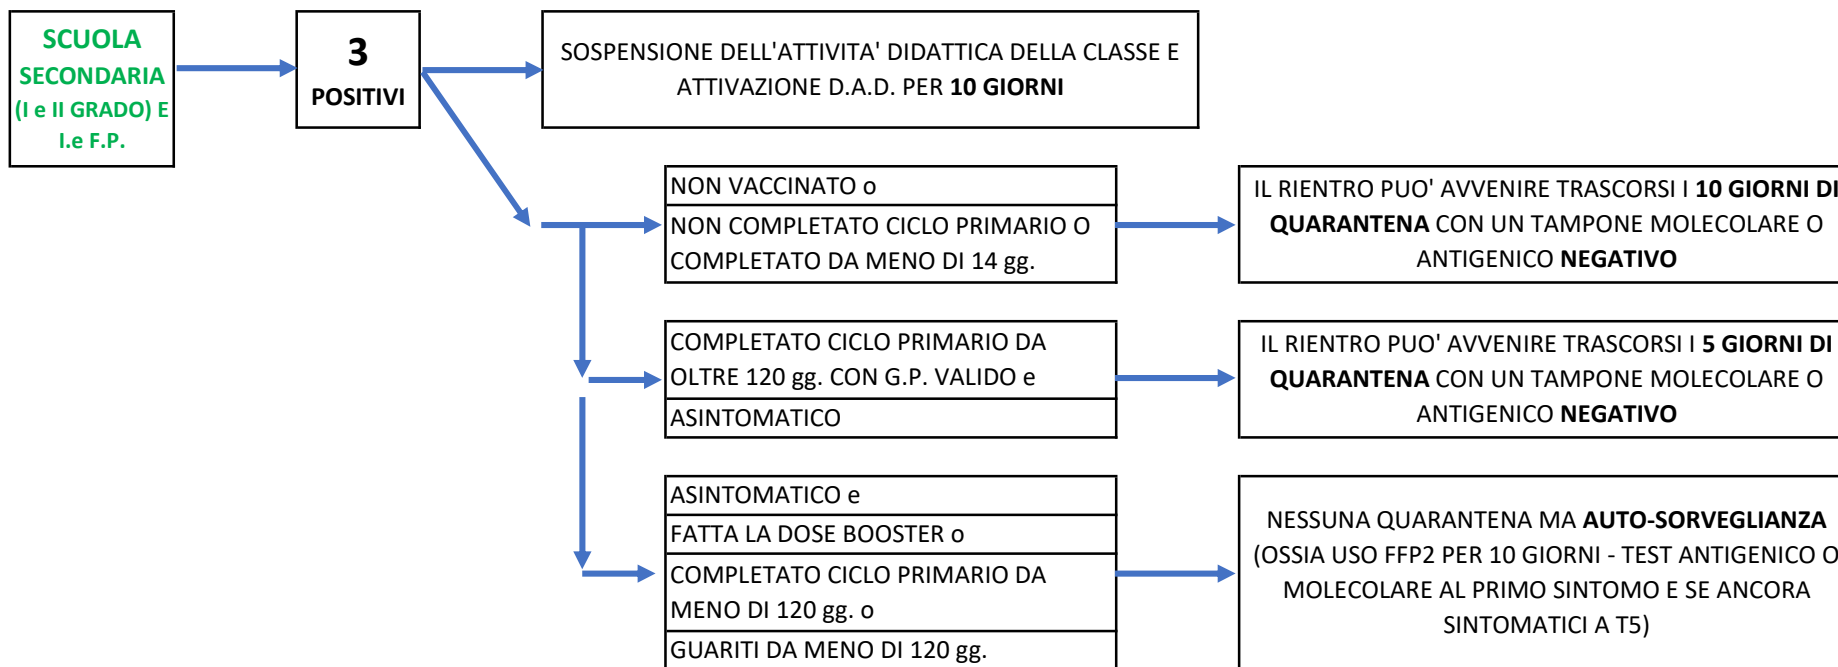 SCUOLA
SECONDARIA
(I e II GRADO) E
I.e F.P.
3
POSITIVI
SOSPENSIONE DELL'ATTIVITA' DIDATTICA DELLA CLASSE E
ATTIVAZIONE D.A.D. PER 10 GIORNI
NON VACCINATO o
NON COMPLETATO CICLO PRIMARIO O
COMPLETATO DA MENO DI 14 gg.
IL RIENTRO PUO' AVVENIRE TRASCORSI I 10 GIORNI DI
QUARANTENA CON UN TAMPONE MOLECOLARE O
ANTIGENICO NEGATIVO
COMPLETATO CICLO PRIMARIO DA
OLTRE 120 gg. CON G.P. VALIDO e
ASINTOMATICO
IL RIENTRO PUO' AVVENIRE TRASCORSI I 5 GIORNI DI
QUARANTENA CON UN TAMPONE MOLECOLARE O
ANTIGENICO NEGATIVO
ASINTOMATICO e
FATTA LA DOSE BOOSTER o
COMPLETATO CICLO PRIMARIO DA
MENO DI 120 gg. o
GUARITI DA MENO DI 120 gg.
NESSUNA QUARANTENA MA AUTO-SORVEGLIANZA
(OSSIA USO FFP2 PER 10 GIORNI - TEST ANTIGENICO O
MOLECOLARE AL PRIMO SINTOMO E SE ANCORA
SINTOMATICI A T5)